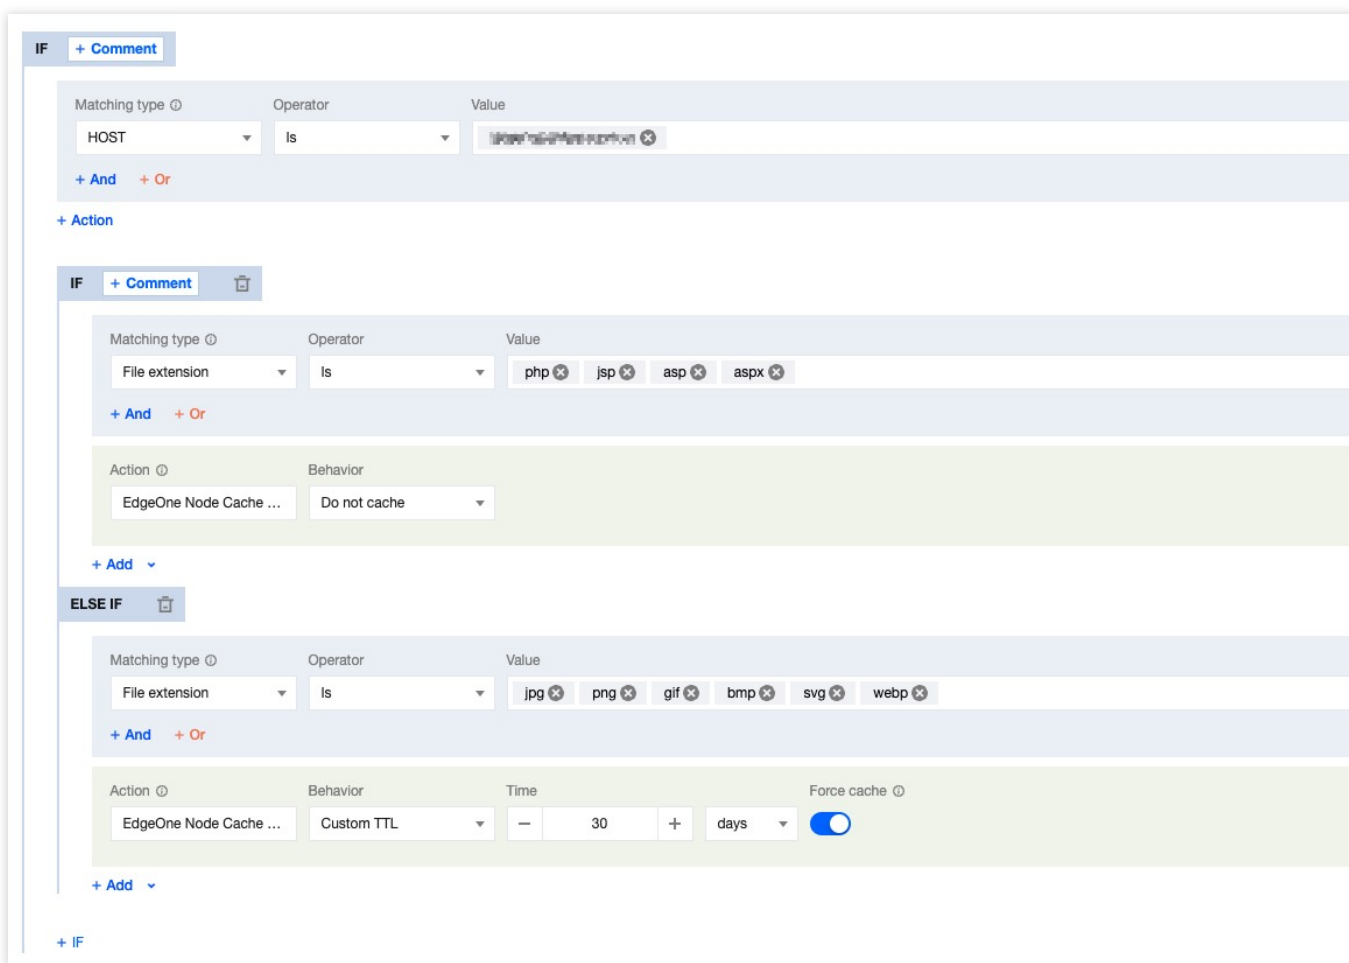 IF + Comment
Matching type Operator Value
HOST Is
+ And + Or
+ Action
IF + Comment
Matching type Operator Value
File extension Is php jsp asp aspx
+ And + Or
Action Behavior
EdgeOne Node Cache ... Do not cache
+ Add
ELSE IF
Matching type Operator Value
File extension Is jpg png gif bmp svg webp
+ And + Or
Action Behavior Time Force cache
EdgeOne Node Cache ... Custom TTL − 30 + days
+ Add
+ IF